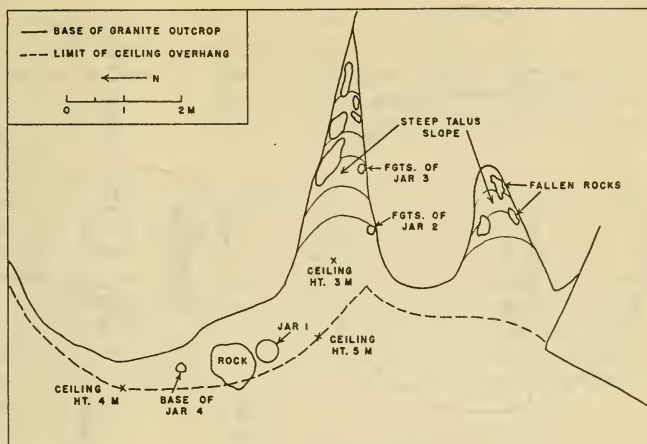 BASE OF GRANITE OUTCROP
LIMIT OF CEILING OVERHANG
N
0 1 2 M
STEEP TALUS
SLOPE
FGTS. OF
JAR 3
FALLEN ROCKS
FGTS. OF
JAR 2
CEILING
HT. 3 M
JAR 1
CEILING
HT. 5 M
ROCK
CEILING
HT. 4 M
BASE OF
JAR 4